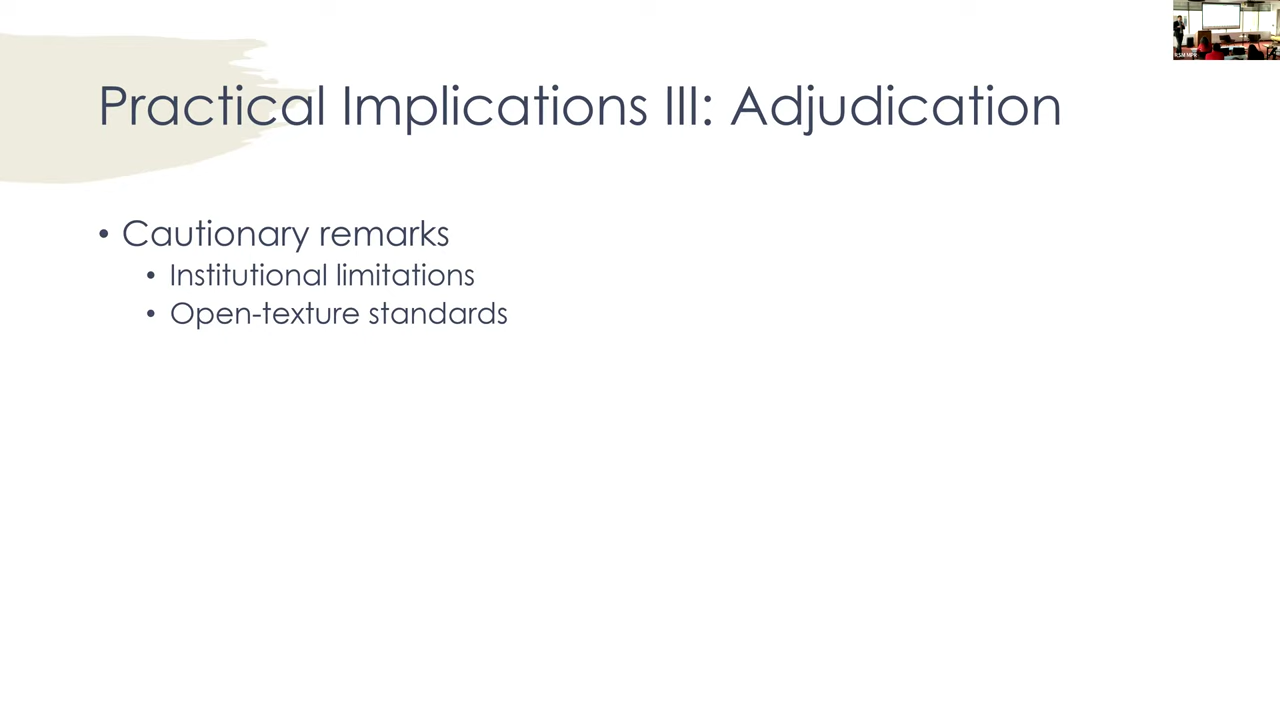 Practical Implications III: Adjudication
• Cautionary remarks
• Institutional limitations
• Open-texture standards